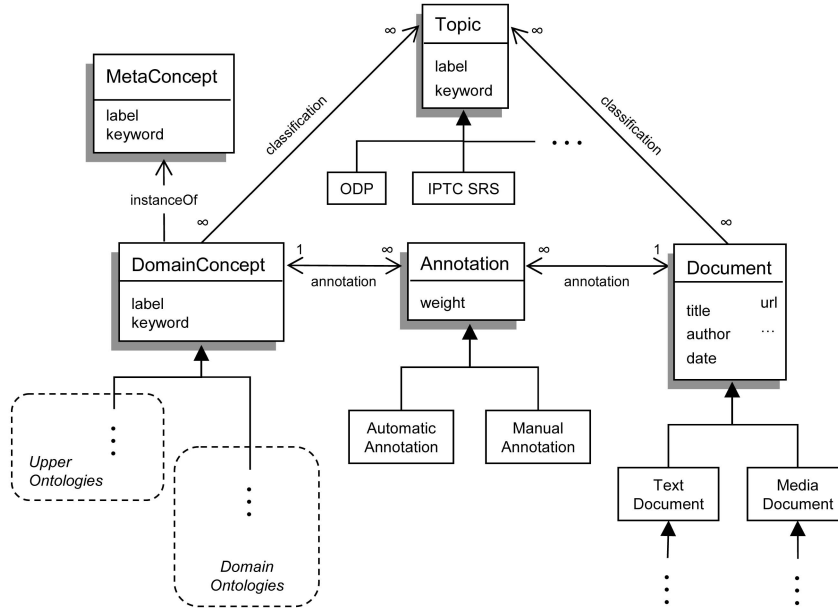 Topic
label
keyword
∞
∞
MetaConcept
label
keyword
classification
classification
ODP
IPTC SRS
...
instanceOf
∞
∞
DomainConcept
label
keyword
1
∞
annotation
Annotation
weight
∞
1
annotation
Document
title
url
author
...
date
Automatic
Annotation
Manual
Annotation
Upper
Ontologies
Domain
Ontologies
Text
Document
Media
Document